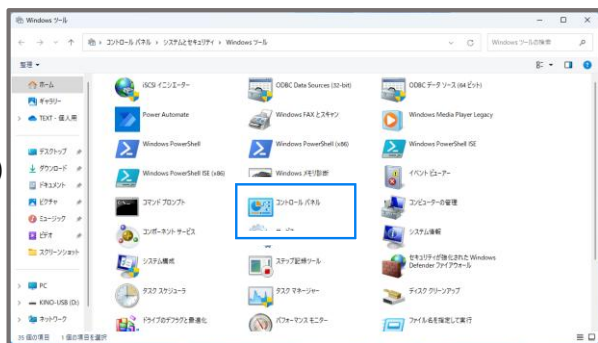 Windows ツール
コントロール パネル › システムとセキュリティ › Windows ツール
Windows ツールの検索
整理
ホーム
ギャラリー
TEXT - 個人用
デスクトップ
ダウンロード
ドキュメント
ピクチャ
ミュージック
ビデオ
スクリーンショット
PC
KINO-USB (D:)
ネットワーク
iSCSI イニシエーター
ODBC Data Sources (32-bit)
ODBC データ ソース (64 ビット)
Power Automate
Windows FAX とスキャン
Windows Media Player Legacy
Windows PowerShell
Windows PowerShell (x86)
Windows PowerShell ISE
Windows PowerShell ISE (x86)
Windows メモリ診断
イベント ビューアー
コマンド プロンプト
コントロール パネル
コンピューターの管理
コンポーネント サービス
システム情報
システム構成
ステップ記録ツール
セキュリティが強化された Windows
Defender ファイアウォール
タスク スケジューラ
タスク マネージャー
ディスク クリーンアップ
ドライブのデフラグと最適化
パフォーマンス モニター
ファイル名を指定して実行
35 個の項目
1 個の項目を選択